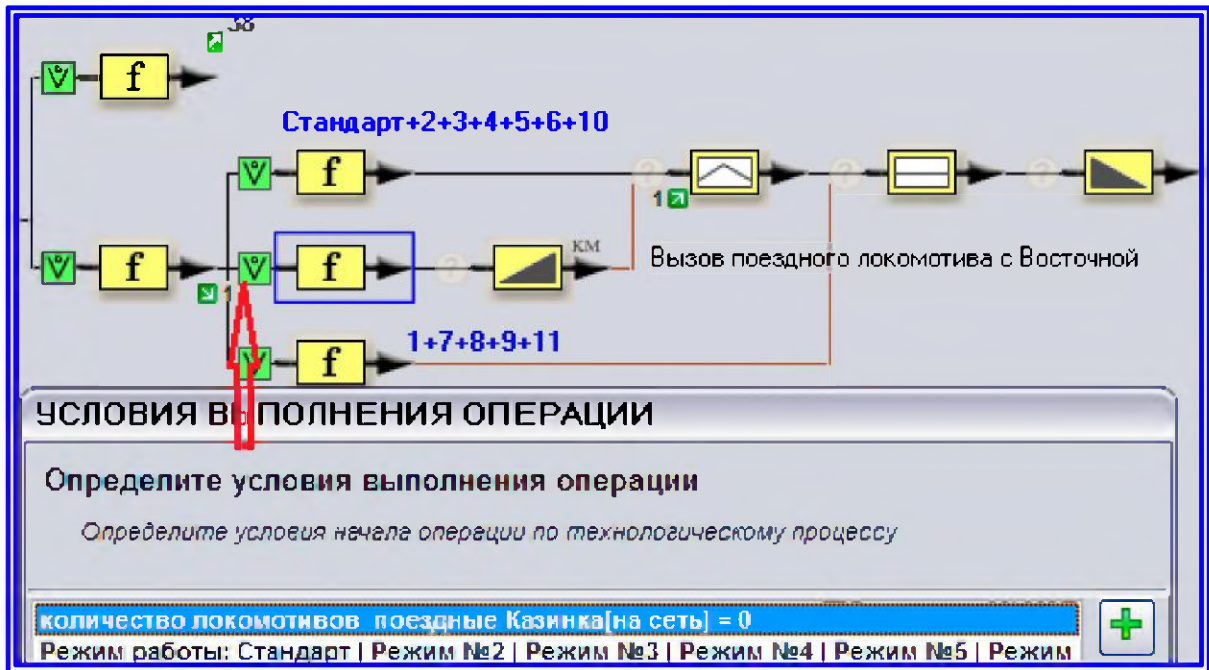 38
f
Стандарт+2+3+4+5+6+10
f
1
f
f
КМ
Вызов поездного локомотива с Восточной
1
1+7+8+9+11
f
УСЛОВИЯ ВЫПОЛНЕНИЯ ОПЕРАЦИИ
Определите условия выполнения операции
Определите условия начала операции по технологическому процессу
количество локомотивов поездные Казинка[на сеть] = 0
Режим работы: Стандарт | Режим №2 | Режим №3 | Режим №4 | Режим №5 | Режим